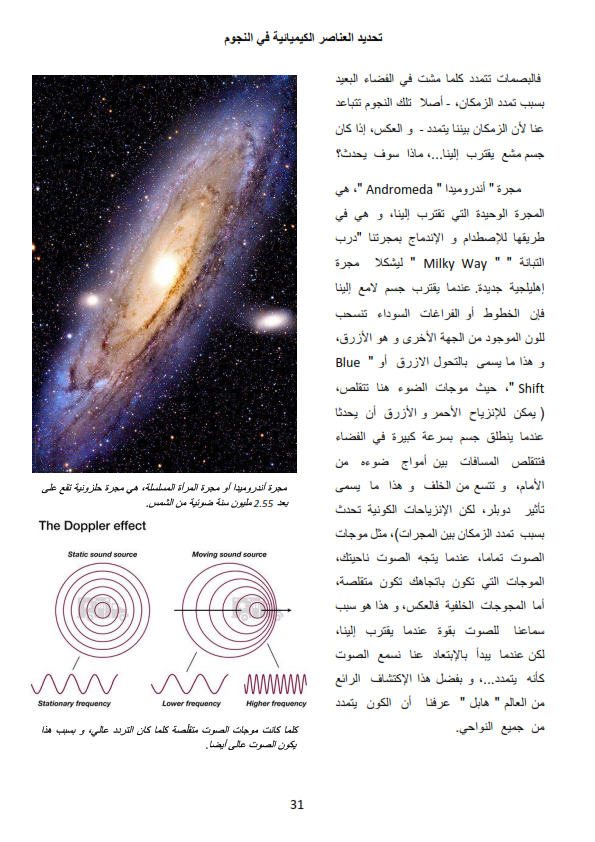 تحديد العناصر الكيميائية في النجوم
فالبصمات تتمدد كلما مشت في الفضاء البعيد
بسبب تمدد الزمكان، - أصلا تلك النجوم تتباعد
عنا لأن الزمكان بيننا يتمدد - و العكس، إذا كان
جسم مشع يقترب إلينا...، ماذا سوف يحدث؟
مجرة " أندروميدا " Andromeda "، هي
المجرة الوحيدة التي تقترب إلينا، و هي في
طريقها للإصطدام و الإندماج بمجرتنا "درب
التبانة " " Milky Way " ليشكلا مجرة
إهليلجية جديدة. عندما يقترب جسم لامع إلينا
فإن الخطوط أو الفراغات السوداء تنسحب
للون الموجود من الجهة الأخرى و هو الأزرق،
و هذا ما يسمى بالتحول الازرق أو " Blue
Shift "، حيث موجات الضوء هنا تتقلص،
( يمكن للإنزياح الأحمر و الأزرق أن يحدثا
عندما ينطلق جسم بسرعة كبيرة في الفضاء
فتتقلص المسافات بين أمواج ضوءه من
الأمام، و تتسع من الخلف و هذا ما يسمى
تأثير دوبلر، لكن الإنزياحات الكونية تحدث
بسبب تمدد الزمكان بين المجرات)، مثل موجات
الصوت تماما، عندما يتجه الصوت ناحيتك،
الموجات التي تكون باتجاهك تكون متقلصة،
أما المجوجات الخلفية فالعكس، و هذا هو سبب
سماعنا للصوت بقوة عندما يقترب إلينا،
لكن عندما يبدأ بالإبتعاد عنا نسمع الصوت
كأنه يتمدد...، و بفضل هذا الإكتشاف الرائع
من العالم " هابل " عرفنا أن الكون يتمدد
من جميع النواحي.
مجرة أندروميدا أو مجرة المرأة المسلسلة، هي مجرة حلزونية تقع على
بعد 2.55 مليون سنة ضوئية من الشمس.
The Doppler effect
Static sound source
Moving sound source
Stationary frequency
Lower frequency
Higher frequency
كلما كانت موجات الصوت متقلّصة كلما كان التردد عالي، و بسبب هذا
يكون الصوت عالى أيضا.
31